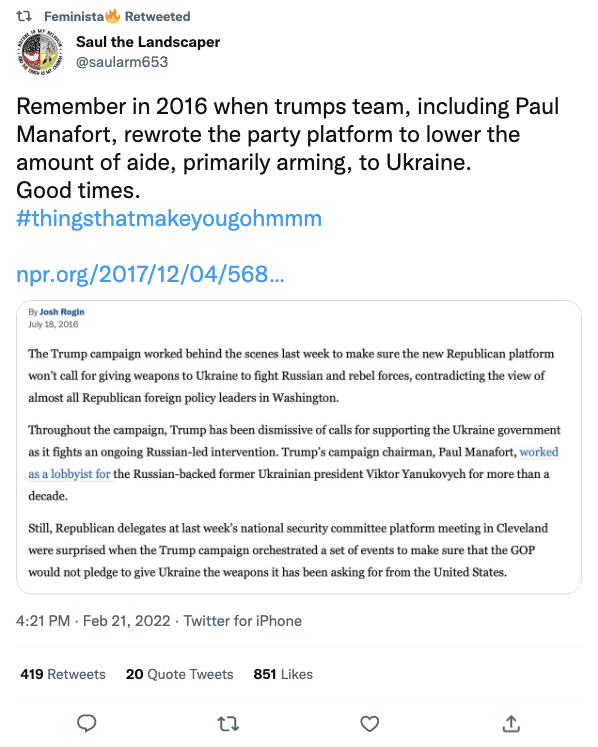 Feminista🔥 Retweeted
Saul the Landscaper
@saularm653
Remember in 2016 when trumps team, including Paul
Manafort, rewrote the party platform to lower the
amount of aide, primarily arming, to Ukraine.
Good times.
#thingsthatmakeyougohmmm
npr.org/2017/12/04/568...
By Josh Rogin
July 18, 2016
The Trump campaign worked behind the scenes last week to make sure the new Republican platform
won't call for giving weapons to Ukraine to fight Russian and rebel forces, contradicting the view of
almost all Republican foreign policy leaders in Washington.
Throughout the campaign, Trump has been dismissive of calls for supporting the Ukraine government
as it fights an ongoing Russian-led intervention. Trump's campaign chairman, Paul Manafort, worked
as a lobbyist for the Russian-backed former Ukrainian president Viktor Yanukovych for more than a
decade.
Still, Republican delegates at last week's national security committee platform meeting in Cleveland
were surprised when the Trump campaign orchestrated a set of events to make sure that the GOP
would not pledge to give Ukraine the weapons it has been asking for from the United States.
4:21 PM · Feb 21, 2022 · Twitter for iPhone
419 Retweets 20 Quote Tweets 851 Likes